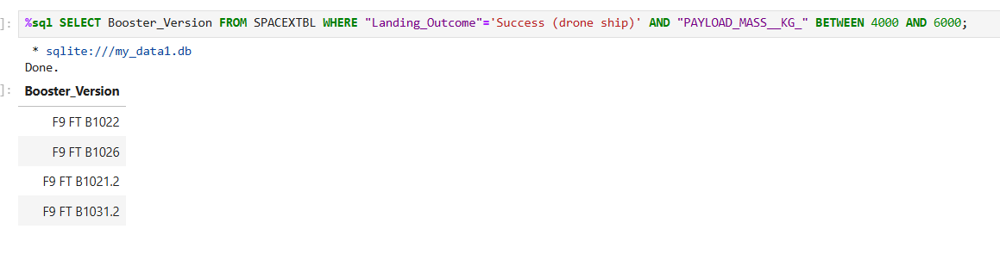 ]: %sql SELECT Booster_Version FROM SPACEXTBL WHERE "Landing_Outcome"='Success (drone ship)' AND "PAYLOAD_MASS__KG_" BETWEEN 4000 AND 6000;
* sqlite:///my_data1.db
Done.
]: Booster_Version
F9 FT B1022
F9 FT B1026
F9 FT B1021.2
F9 FT B1031.2